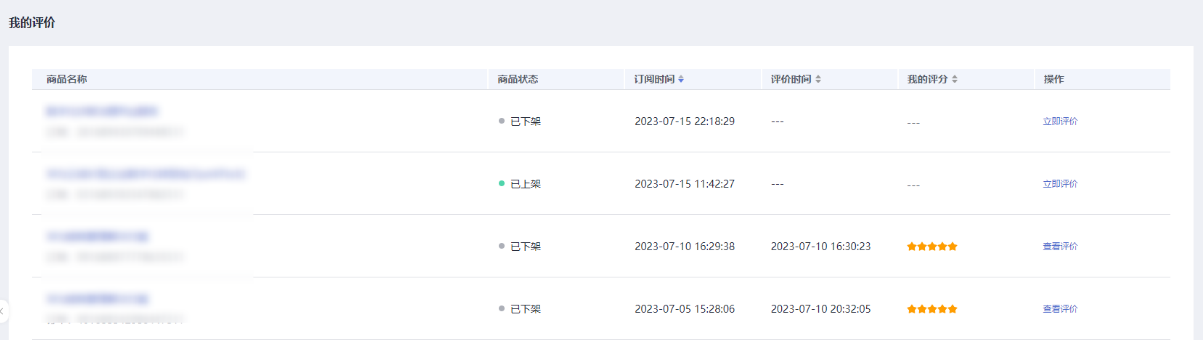 我的评价
商品名称 商品状态 订阅时间 评价时间 我的评分 操作
已下架 2023-07-15 22:18:29 --- --- 立即评价
已上架 2023-07-15 11:42:27 --- --- 立即评价
已下架 2023-07-10 16:29:38 2023-07-10 16:30:23 查看评价
已下架 2023-07-05 15:28:06 2023-07-10 20:32:05 查看评价